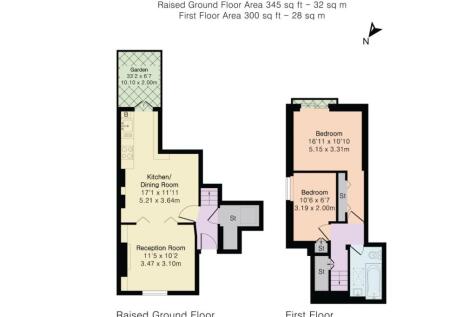 Raised Ground Floor Area 345 sq ft – 32 sq m
First Floor Area 300 sq ft – 28 sq m
N
Garden
33'2 x 6'7
10.10 x 2.00m
B
Kitchen/
Dining Room
17'1 x 11'11
5.21 x 3.64m
St
Reception Room
11'5 x 10'2
3.47 x 3.10m
Raised Ground Floor
Bedroom
16'11 x 10'10
5.15 x 3.31m
Bedroom
10'6 x 6'7
3.19 x 2.00m
St
St
St
First Floor